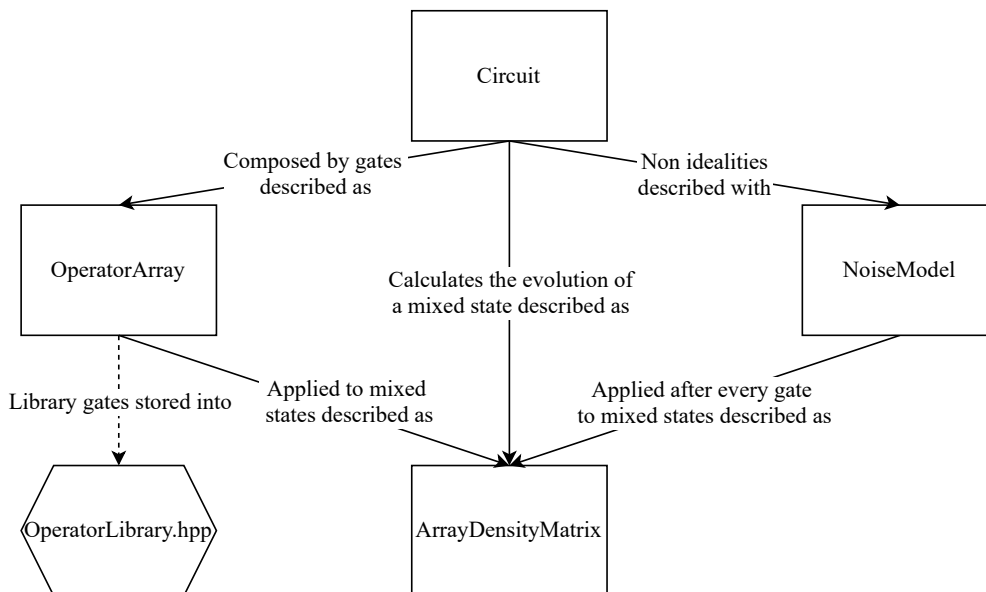 Circuit
Composed by gates
described as
Non idealities
described with
OperatorArray
Calculates the evolution of
a mixed state described as
NoiseModel
Library gates stored into
Applied to mixed
states described as
Applied after every gate
to mixed states described as
OperatorLibrary.hpp
ArrayDensityMatrix